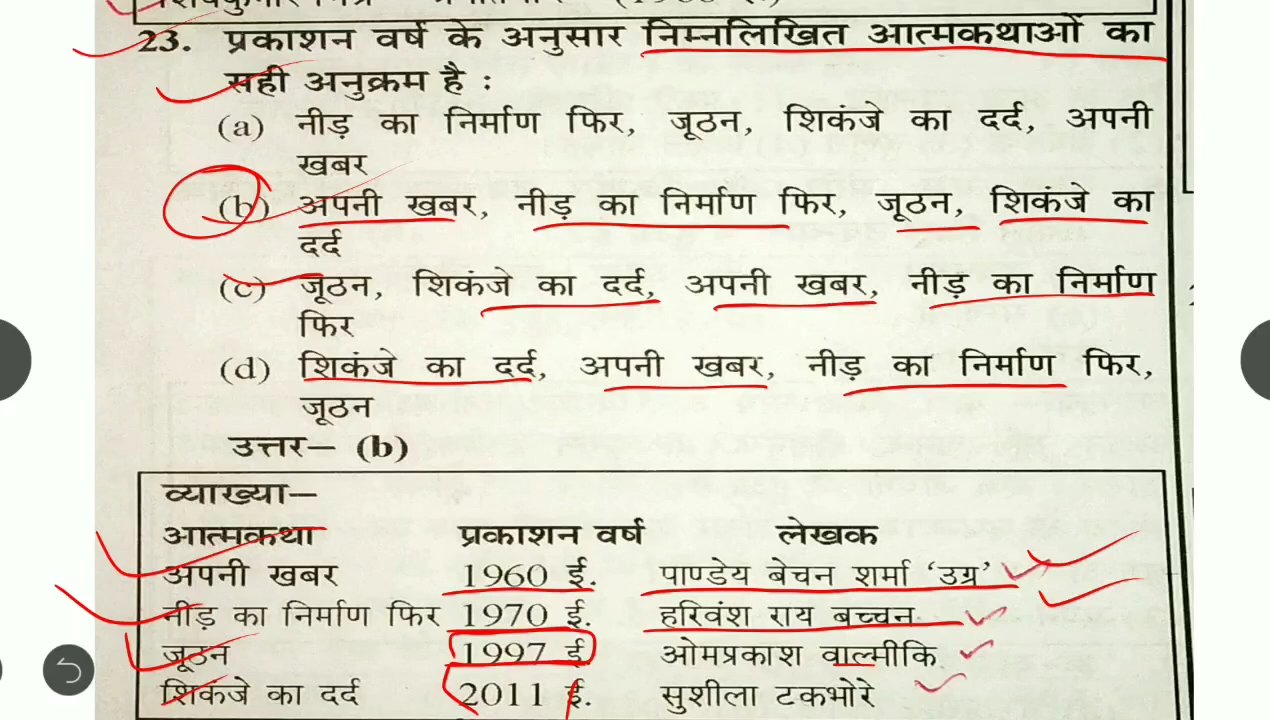 23. प्रकाशन वर्ष के अनुसार निम्नलिखित आत्मकथाओं का
सही अनुक्रम है :
(a) नीड़ का निर्माण फिर, जूठन, शिकंजे का दर्द, अपनी
खबर
(b) अपनी खबर, नीड़ का निर्माण फिर, जूठन, शिकंजे का
दर्द
(c) जूठन, शिकंजे का दर्द, अपनी खबर, नीड़ का निर्माण
फिर
(d) शिकंजे का दर्द, अपनी खबर, नीड़ का निर्माण फिर,
जूठन
उत्तर– (b)
व्याख्या–
आत्मकथा प्रकाशन वर्ष लेखक
अपनी खबर 1960 ई. पाण्डेय बेचन शर्मा ‘उग्र’
नीड़ का निर्माण फिर 1970 ई. हरिवंश राय बच्चन
जूठन 1997 ई. ओमप्रकाश वाल्मीकि
शिकंजे का दर्द 2011 ई. सुशीला टकभोरे